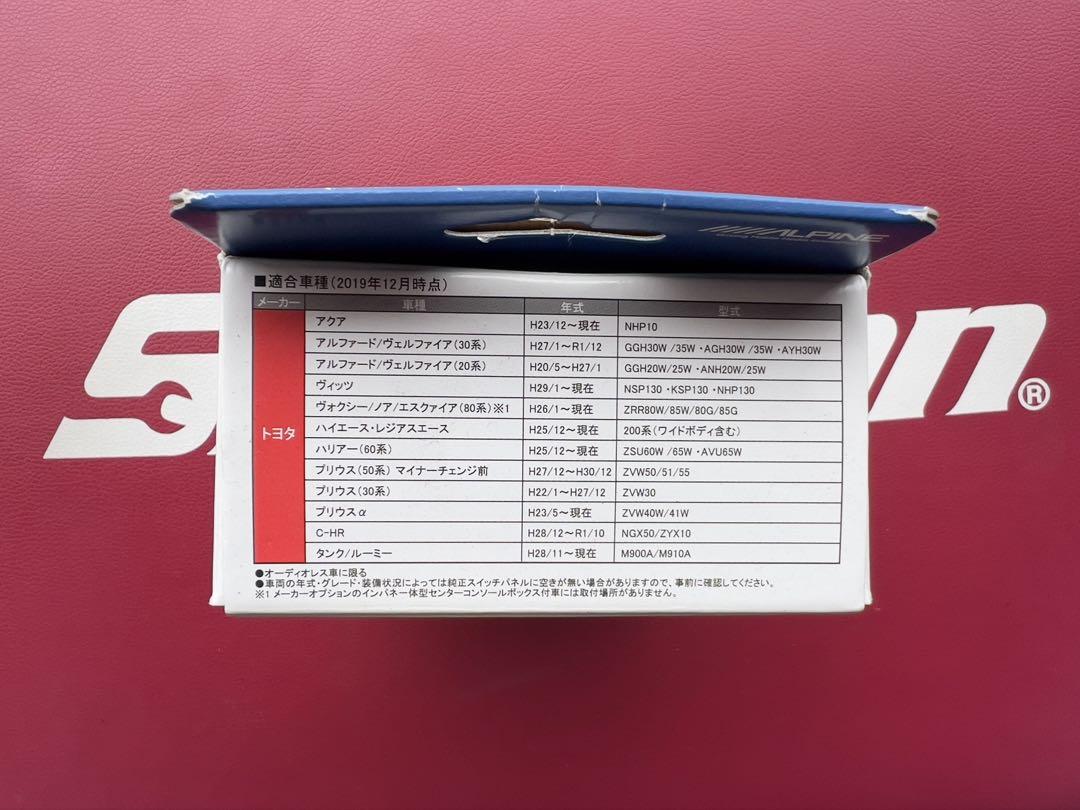 ALPINE
■適合車種(2019年12月時点)
メーカー 車種 年式 型式
トヨタ
アクア H23/12～現在 NHP10
アルファード/ヴェルファイア(30系) H27/1～R1/12 GGH30W /35W ・AGH30W /35W ・AYH30W
アルファード/ヴェルファイア(20系) H20/5～H27/1 GGH20W/25W ・ANH20W/25W
ヴィッツ H29/1～現在 NSP130 ・KSP130 ・NHP130
ヴォクシー/ノア/エスクァイア(80系)※1 H26/1～現在 ZRR80W/85W/80G/85G
ハイエース・レジアスエース H25/12～現在 200系(ワイドボディ含む)
ハリアー(60系) H25/12～現在 ZSU60W /65W ・AVU65W
プリウス(50系) マイナーチェンジ前 H27/12～H30/12 ZVW50/51/55
プリウス(30系) H22/1～H27/12 ZVW30
プリウスα H23/5～現在 ZVW40W/41W
C-HR H28/12～R1/10 NGX50/ZYX10
タンク/ルーミー H28/11～現在 M900A/M910A
●オーディオレス車に限る
●車両の年式・グレード・装備状況によっては純正スイッチパネルに空きが無い場合がありますので、事前に確認してください。
※1 メーカーオプションのインパネ一体型センターコンソールボックス付車には取付場所がありません。
®